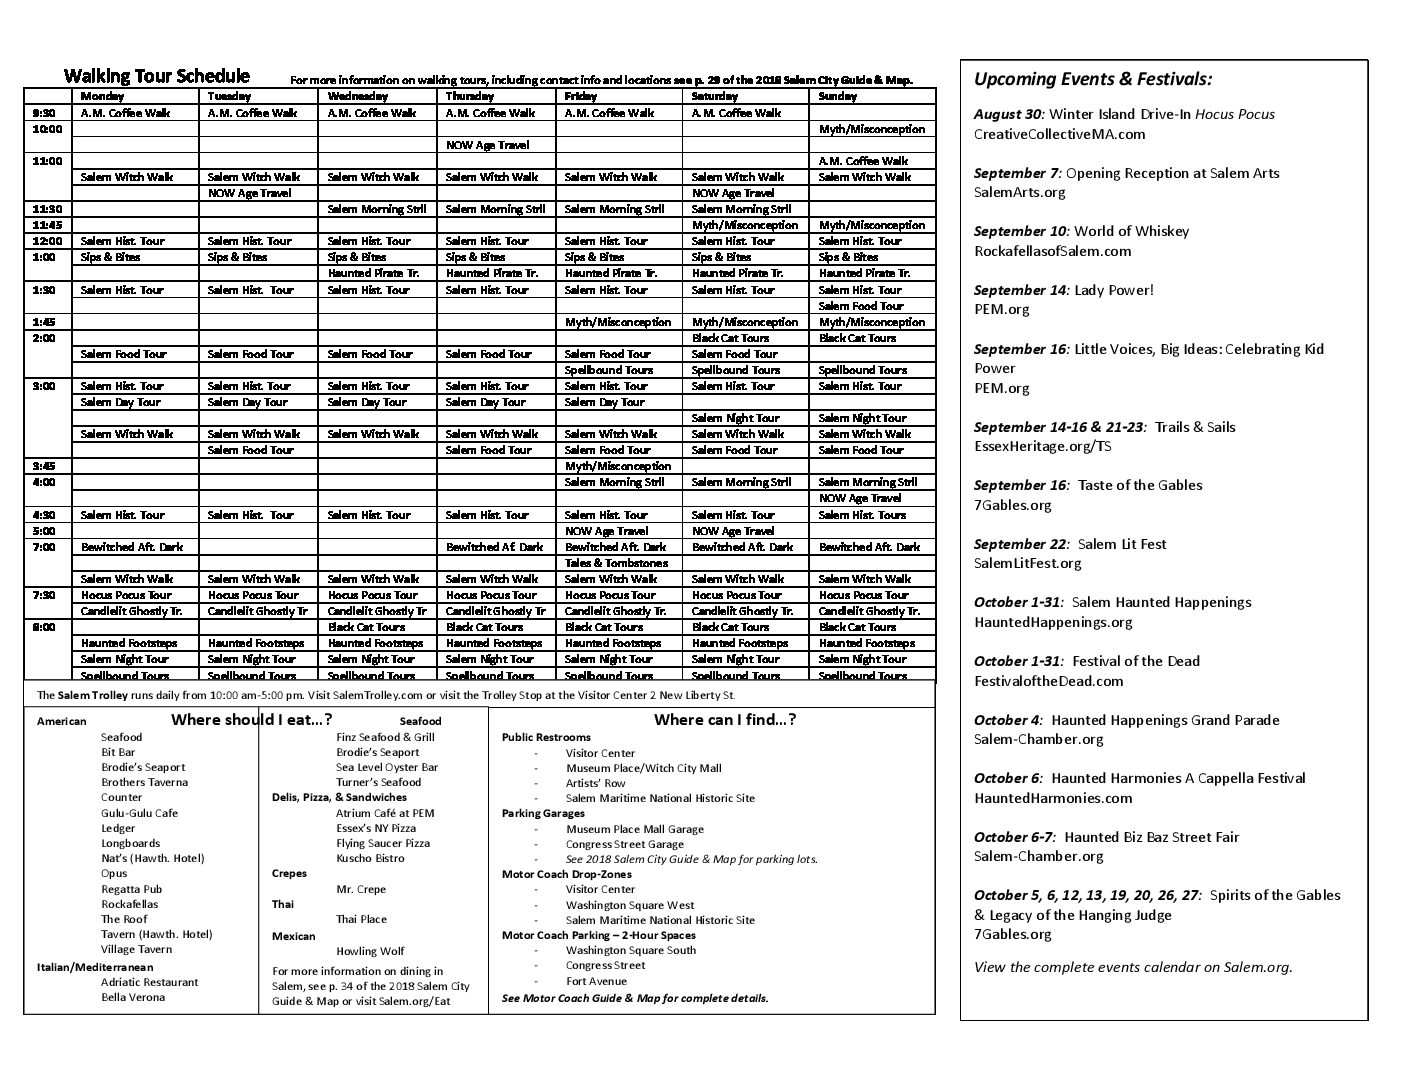 Walking Tour Schedule For more information on walking tours, including contact info and locations see p. 29 of the 2018 Salem City Guide & Map.
Monday Tuesday Wednesday Thursday Friday Saturday Sunday
9:30 A.M. Coffee Walk A.M. Coffee Walk A.M. Coffee Walk A.M. Coffee Walk A.M. Coffee Walk A.M. Coffee Walk
10:00 Myth/Misconception
NOW Age Travel
11:00 A.M. Coffee Walk
Salem Witch Walk Salem Witch Walk Salem Witch Walk Salem Witch Walk Salem Witch Walk Salem Witch Walk Salem Witch Walk
NOW Age Travel NOW Age Travel
11:30 Salem Morning Strll Salem Morning Strll Salem Morning Strll Salem Morning Strll
11:45 Myth/Misconception Myth/Misconception
12:00 Salem Hist. Tour Salem Hist. Tour Salem Hist. Tour Salem Hist. Tour Salem Hist. Tour Salem Hist. Tour Salem Hist. Tour
1:00 Sips & Bites Sips & Bites Sips & Bites Sips & Bites Sips & Bites Sips & Bites Sips & Bites
Haunted Pirate Tr. Haunted Pirate Tr. Haunted Pirate Tr. Haunted Pirate Tr. Haunted Pirate Tr.
1:30 Salem Hist. Tour Salem Hist. Tour Salem Hist. Tour Salem Hist. Tour Salem Hist. Tour Salem Hist. Tour Salem Hist. Tour
Salem Food Tour
1:45 Myth/Misconception Myth/Misconception Myth/Misconception
2:00 Black Cat Tours Black Cat Tours
Salem Food Tour Salem Food Tour Salem Food Tour Salem Food Tour Salem Food Tour Salem Food Tour
Spellbound Tours Spellbound Tours Spellbound Tours
3:00 Salem Hist. Tour Salem Hist. Tour Salem Hist. Tour Salem Hist. Tour Salem Hist. Tour Salem Hist. Tour Salem Hist. Tour
Salem Day Tour Salem Day Tour Salem Day Tour Salem Day Tour Salem Day Tour
Salem Night Tour Salem Night Tour
Salem Witch Walk Salem Witch Walk Salem Witch Walk Salem Witch Walk Salem Witch Walk Salem Witch Walk Salem Witch Walk
Salem Food Tour Salem Food Tour Salem Food Tour Salem Food Tour Salem Food Tour
3:45 Myth/Misconception
4:00 Salem Morning Strll Salem Morning Strll Salem Morning Strll
NOW Age Travel
4:30 Salem Hist. Tour Salem Hist. Tour Salem Hist. Tour Salem Hist. Tour Salem Hist. Tour Salem Hist. Tour Salem Hist. Tours
5:00 NOW Age Travel NOW Age Travel
7:00 Bewitched Aft. Dark Bewitched Af. Dark Bewitched Aft. Dark Bewitched Aft. Dark Bewitched Aft. Dark
Tales & Tombstones
Salem Witch Walk Salem Witch Walk Salem Witch Walk Salem Witch Walk Salem Witch Walk Salem Witch Walk Salem Witch Walk
7:30 Hocus Pocus Tour Hocus Pocus Tour Hocus Pocus Tour Hocus Pocus Tour Hocus Pocus Tour Hocus Pocus Tour Hocus Pocus Tour
Candlelit Ghostly Tr. Candlelit Ghostly Tr Candlelit Ghostly Tr Candlelit Ghostly Tr Candlelit Ghostly Tr. Candlelit Ghostly Tr. Candlelit Ghostly Tr.
8:00 Black Cat Tours Black Cat Tours Black Cat Tours Black Cat Tours Black Cat Tours
Haunted Footsteps Haunted Footsteps Haunted Footsteps Haunted Footsteps Haunted Footsteps Haunted Footsteps Haunted Footsteps
Salem Night Tour Salem Night Tour Salem Night Tour Salem Night Tour Salem Night Tour Salem Night Tour Salem Night Tour
Spellbound Tours Spellbound Tours Spellbound Tours Spellbound Tours Spellbound Tours Spellbound Tours Spellbound Tours
The Salem Trolley runs daily from 10:00 am-5:00 pm. Visit SalemTrolley.com or visit the Trolley Stop at the Visitor Center 2 New Liberty St.
Where should I eat…?
American
Seafood
Bit Bar
Brodie's Seaport
Brothers Taverna
Counter
Gulu-Gulu Cafe
Ledger
Longboards
Nat's (Hawth. Hotel)
Opus
Regatta Pub
Rockafellas
The Roof
Tavern (Hawth. Hotel)
Village Tavern
Italian/Mediterranean
Adriatic Restaurant
Bella Verona
Seafood
Finz Seafood & Grill
Brodie's Seaport
Sea Level Oyster Bar
Turner's Seafood
Delis, Pizza, & Sandwiches
Atrium Café at PEM
Essex's NY Pizza
Flying Saucer Pizza
Kuscho Bistro
Crepes
Mr. Crepe
Thai
Thai Place
Mexican
Howling Wolf
For more information on dining in
Salem, see p. 34 of the 2018 Salem City
Guide & Map or visit Salem.org/Eat
Where can I find…?
Public Restrooms
- Visitor Center
- Museum Place/Witch City Mall
- Artists' Row
- Salem Maritime National Historic Site
Parking Garages
- Museum Place Mall Garage
- Congress Street Garage
- See 2018 Salem City Guide & Map for parking lots.
Motor Coach Drop-Zones
- Visitor Center
- Washington Square West
- Salem Maritime National Historic Site
Motor Coach Parking – 2-Hour Spaces
- Washington Square South
- Congress Street
- Fort Avenue
See Motor Coach Guide & Map for complete details.
Upcoming Events & Festivals:
August 30: Winter Island Drive-In Hocus Pocus
CreativeCollectiveMA.com
September 7: Opening Reception at Salem Arts
SalemArts.org
September 10: World of Whiskey
RockafellasofSalem.com
September 14: Lady Power!
PEM.org
September 16: Little Voices, Big Ideas: Celebrating Kid
Power
PEM.org
September 14-16 & 21-23: Trails & Sails
EssexHeritage.org/TS
September 16: Taste of the Gables
7Gables.org
September 22: Salem Lit Fest
SalemLitFest.org
October 1-31: Salem Haunted Happenings
HauntedHappenings.org
October 1-31: Festival of the Dead
FestivaloftheDead.com
October 4: Haunted Happenings Grand Parade
Salem-Chamber.org
October 6: Haunted Harmonies A Cappella Festival
HauntedHarmonies.com
October 6-7: Haunted Biz Baz Street Fair
Salem-Chamber.org
October 5, 6, 12, 13, 19, 20, 26, 27: Spirits of the Gables
& Legacy of the Hanging Judge
7Gables.org
View the complete events calendar on Salem.org.